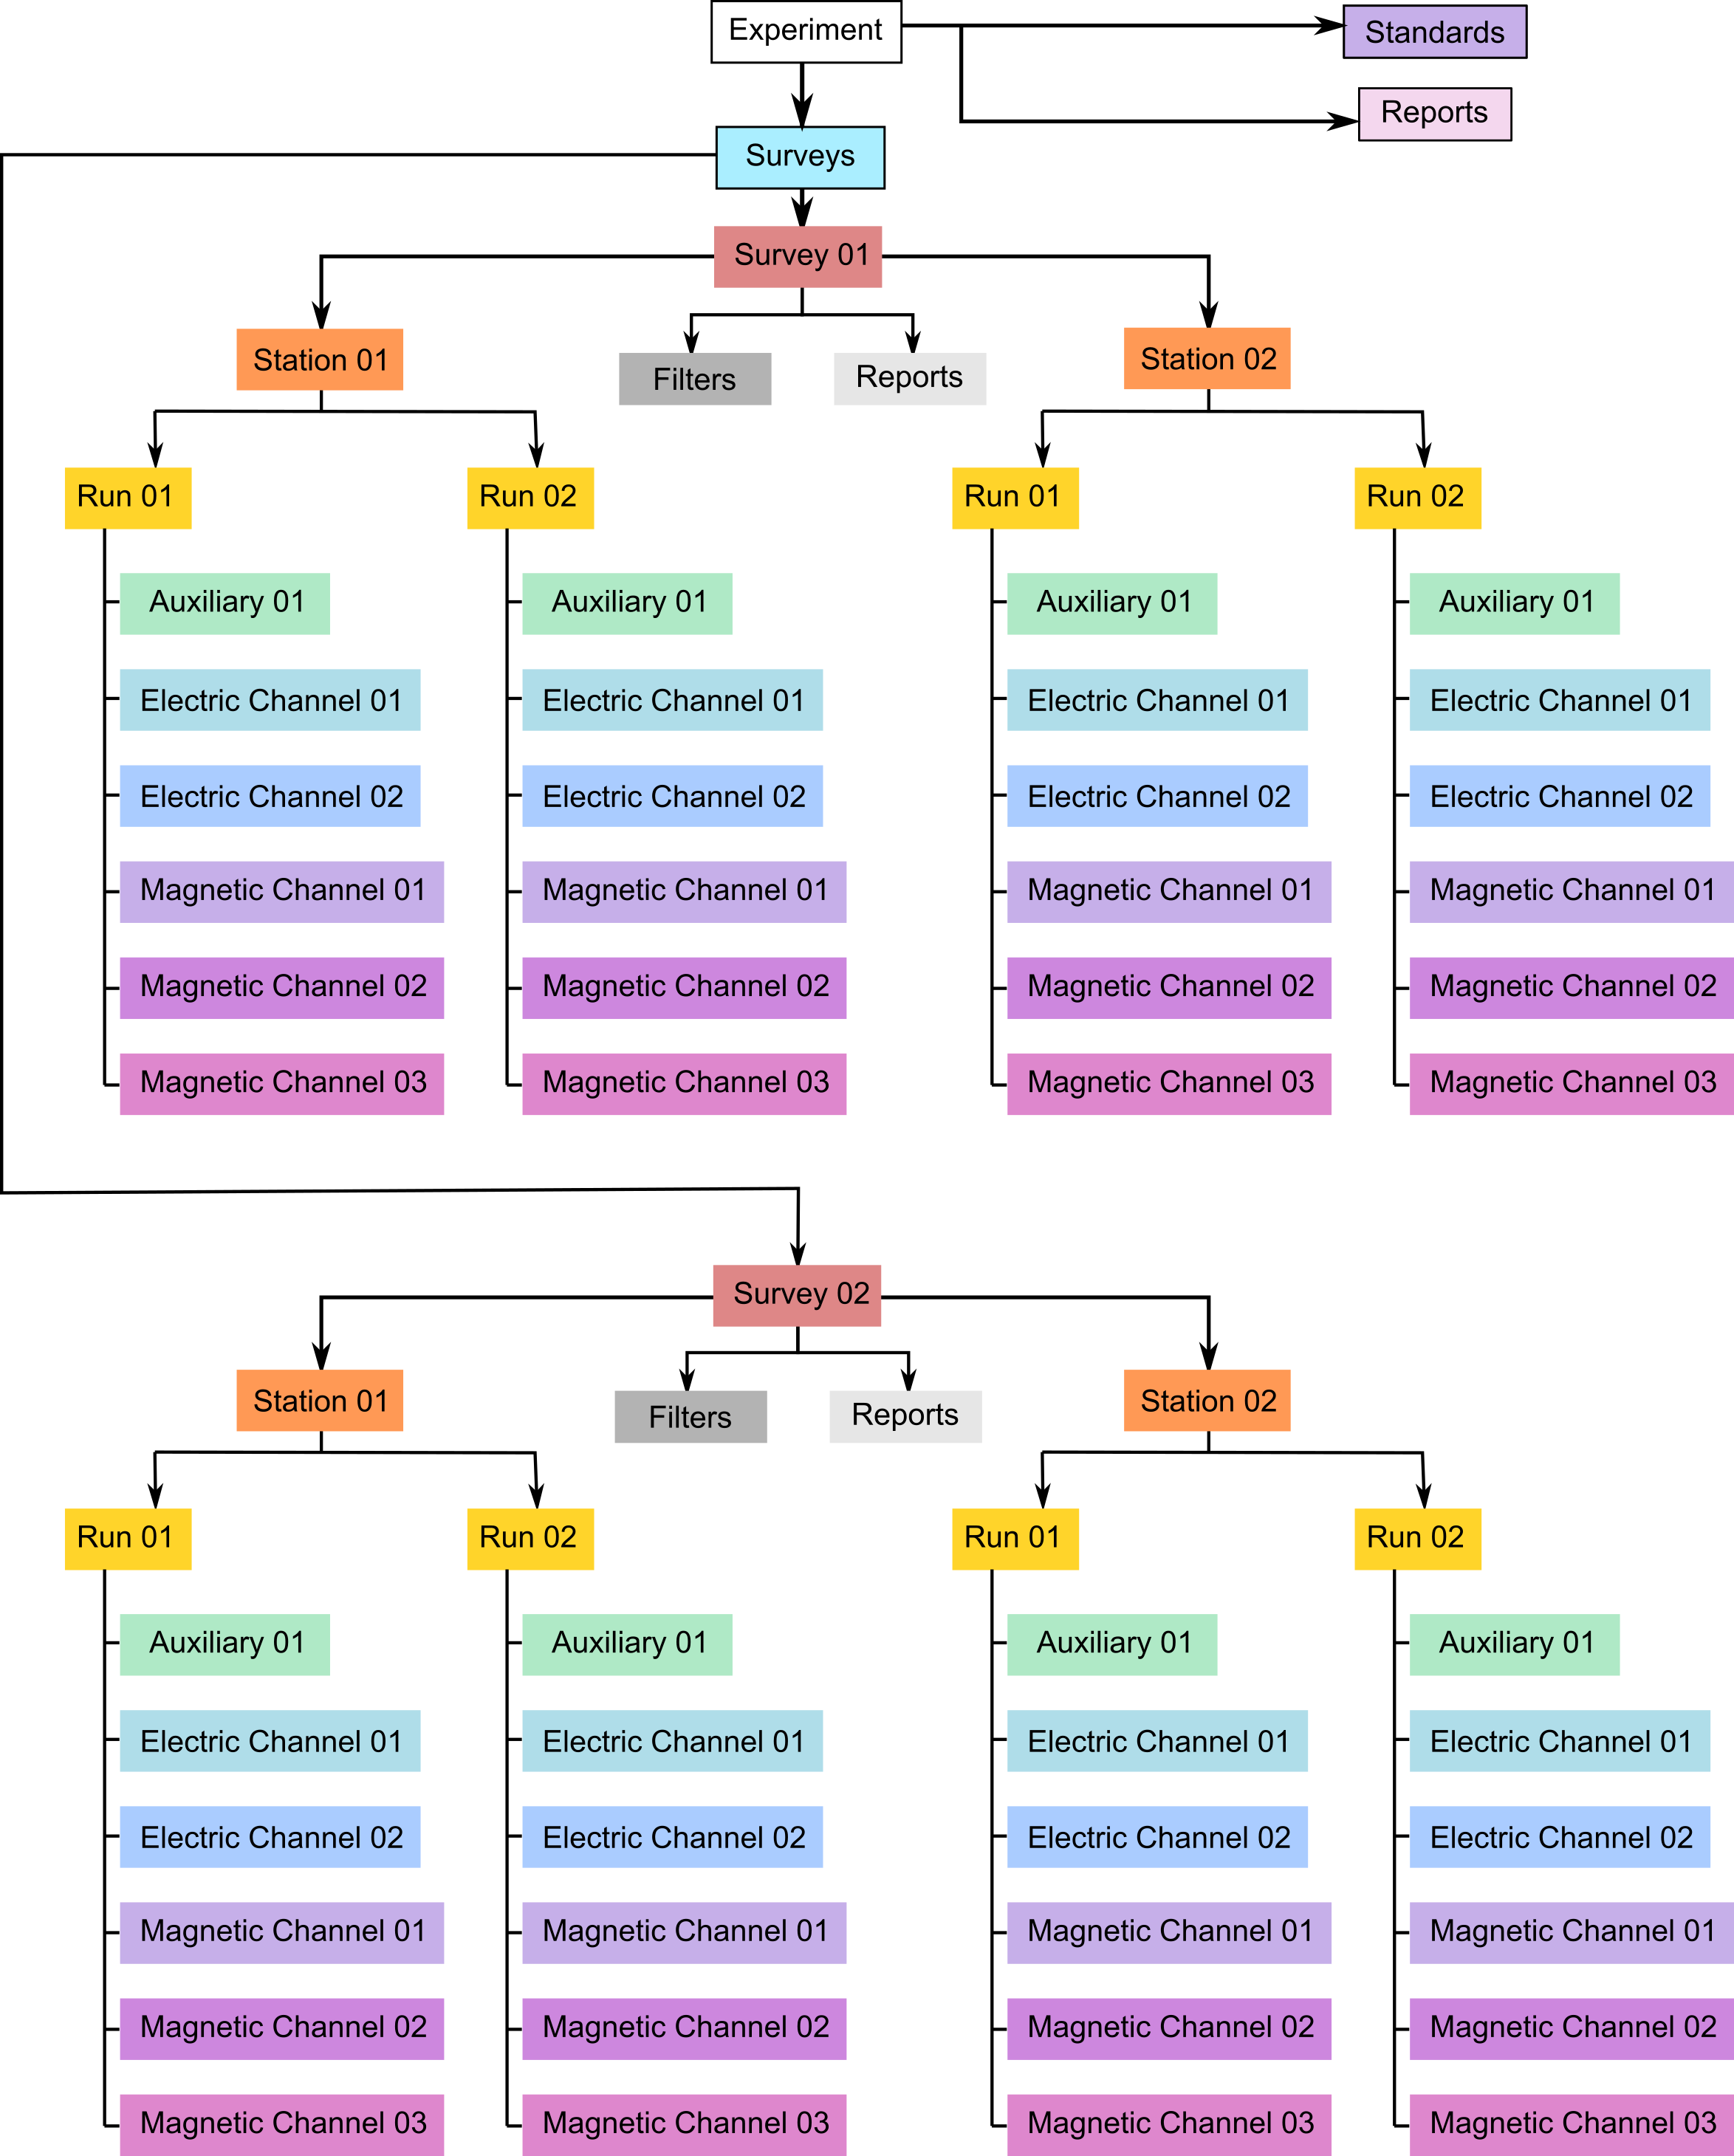 Experiment
Standards
Reports
Surveys
Survey 01
Station 01
Filters
Reports
Station 02
Run 01
Run 02
Run 01
Run 02
Auxiliary 01
Auxiliary 01
Auxiliary 01
Auxiliary 01
Electric Channel 01
Electric Channel 01
Electric Channel 01
Electric Channel 01
Electric Channel 02
Electric Channel 02
Electric Channel 02
Electric Channel 02
Magnetic Channel 01
Magnetic Channel 01
Magnetic Channel 01
Magnetic Channel 01
Magnetic Channel 02
Magnetic Channel 02
Magnetic Channel 02
Magnetic Channel 02
Magnetic Channel 03
Magnetic Channel 03
Magnetic Channel 03
Magnetic Channel 03
Survey 02
Station 01
Filters
Reports
Station 02
Run 01
Run 02
Run 01
Run 02
Auxiliary 01
Auxiliary 01
Auxiliary 01
Auxiliary 01
Electric Channel 01
Electric Channel 01
Electric Channel 01
Electric Channel 01
Electric Channel 02
Electric Channel 02
Electric Channel 02
Electric Channel 02
Magnetic Channel 01
Magnetic Channel 01
Magnetic Channel 01
Magnetic Channel 01
Magnetic Channel 02
Magnetic Channel 02
Magnetic Channel 02
Magnetic Channel 02
Magnetic Channel 03
Magnetic Channel 03
Magnetic Channel 03
Magnetic Channel 03